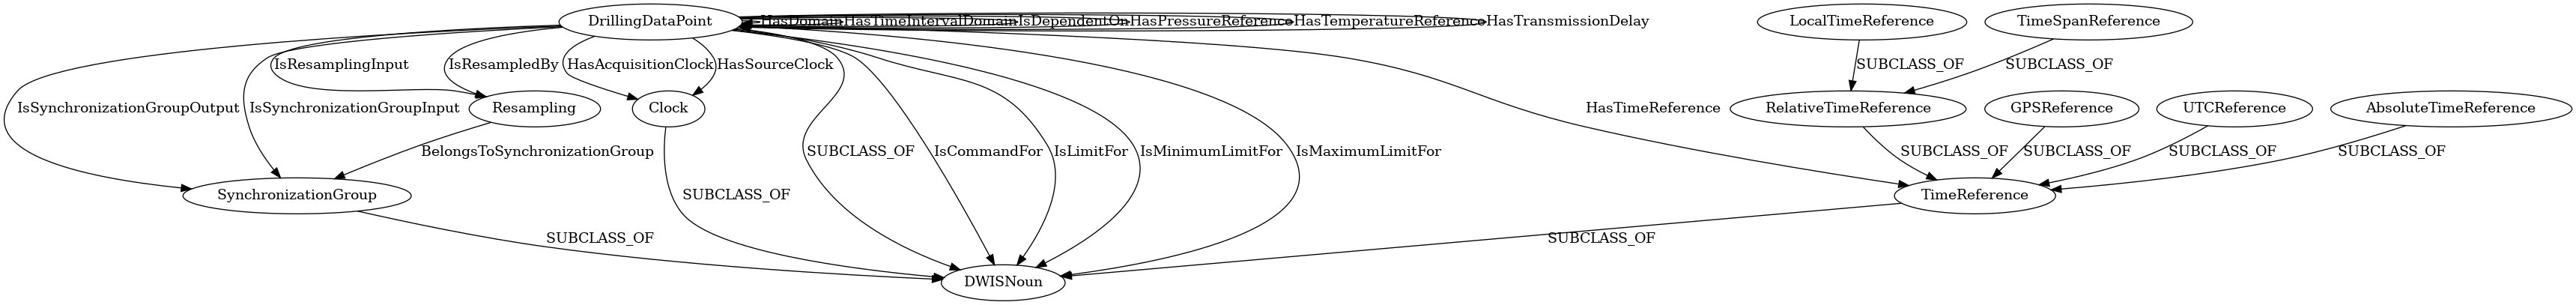 DrillingDataPoint
HasDomain
HasTimeIntervalDomain
IsDependentOn
HasPressureReference
HasTemperatureReference
HasTransmissionDelay
LocalTimeReference
TimeSpanReference
IsResamplingInput
IsResampledBy
HasAcquisitionClock
HasSourceClock
SUBCLASS_OF
SUBCLASS_OF
IsSynchronizationGroupOutput
IsSynchronizationGroupInput
Resampling
Clock
HasTimeReference
RelativeTimeReference
GPSReference
UTCReference
AbsoluteTimeReference
BelongsToSynchronizationGroup
SUBCLASS_OF
IsCommandFor
IsLimitFor
IsMinimumLimitFor
IsMaximumLimitFor
SUBCLASS_OF
SUBCLASS_OF
SUBCLASS_OF
SUBCLASS_OF
SynchronizationGroup
SUBCLASS_OF
TimeReference
SUBCLASS_OF
SUBCLASS_OF
DWISNoun